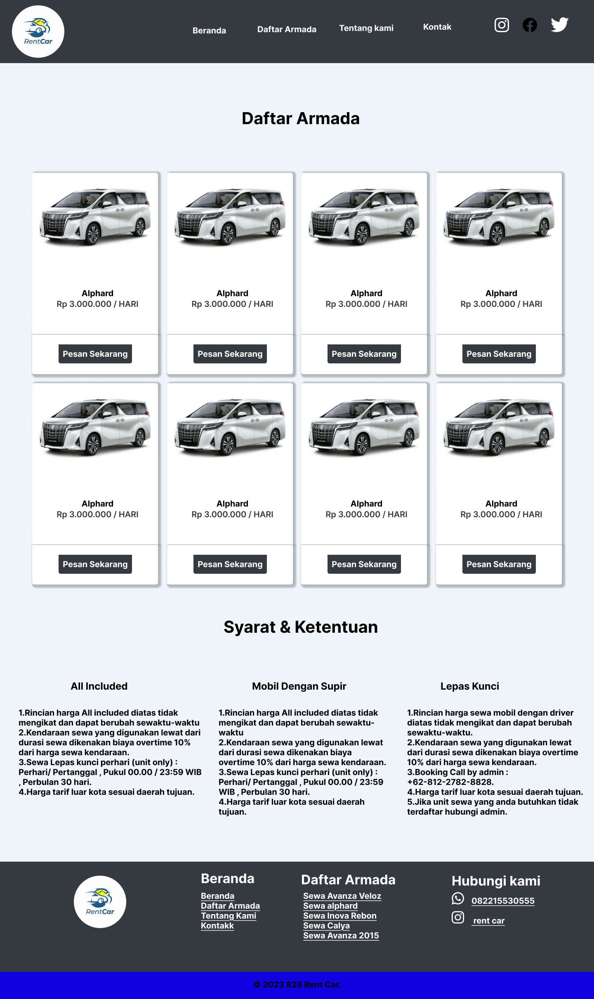 RentCar
Beranda
Daftar Armada
Tentang kami
Kontak
Daftar Armada
Alphard
Rp 3.000.000 / HARI
Pesan Sekarang
Alphard
Rp 3.000.000 / HARI
Pesan Sekarang
Alphard
Rp 3.000.000 / HARI
Pesan Sekarang
Alphard
Rp 3.000.000 / HARI
Pesan Sekarang
Alphard
Rp 3.000.000 / HARI
Pesan Sekarang
Alphard
Rp 3.000.000 / HARI
Pesan Sekarang
Alphard
Rp 3.000.000 / HARI
Pesan Sekarang
Alphard
Rp 3.000.000 / HARI
Pesan Sekarang
Syarat & Ketentuan
All Included
1.Rincian harga All included diatas tidak
mengikat dan dapat berubah sewaktu-waktu
2.Kendaraan sewa yang digunakan lewat dari
durasi sewa dikenakan biaya overtime 10%
dari harga sewa kendaraan.
3.Sewa Lepas kunci perhari (unit only) :
Perhari/ Pertanggal , Pukul 00.00 / 23:59 WIB
, Perbulan 30 hari.
4.Harga tarif luar kota sesuai daerah tujuan.
Mobil Dengan Supir
1.Rincian harga All included diatas tidak
mengikat dan dapat berubah sewaktu-
waktu
2.Kendaraan sewa yang digunakan lewat
dari durasi sewa dikenakan biaya
overtime 10% dari harga sewa kendaraan.
3.Sewa Lepas kunci perhari (unit only) :
Perhari/ Pertanggal , Pukul 00.00 / 23:59
WIB , Perbulan 30 hari.
4.Harga tarif luar kota sesuai daerah
tujuan.
Lepas Kunci
1.Rincian harga sewa mobil dengan driver
diatas tidak mengikat dan dapat berubah
sewaktu-waktu.
2.Kendaraan sewa yang digunakan lewat
dari durasi sewa dikenakan biaya overtime
10% dari harga sewa kendaraan.
3.Booking Call by admin :
+62-812-2782-8828.
4.Harga tarif luar kota sesuai daerah tujuan.
5.Jika unit sewa yang anda butuhkan tidak
terdaftar hubungi admin.
RentCar
Beranda
Beranda
Daftar Armada
Tentang Kami
Kontakk
Daftar Armada
Sewa Avanza Veloz
Sewa alphard
Sewa Inova Rebon
Sewa Calya
Sewa Avanza 2015
Hubungi kami
082215530555
rent car
© 2023 828 Rent Car.